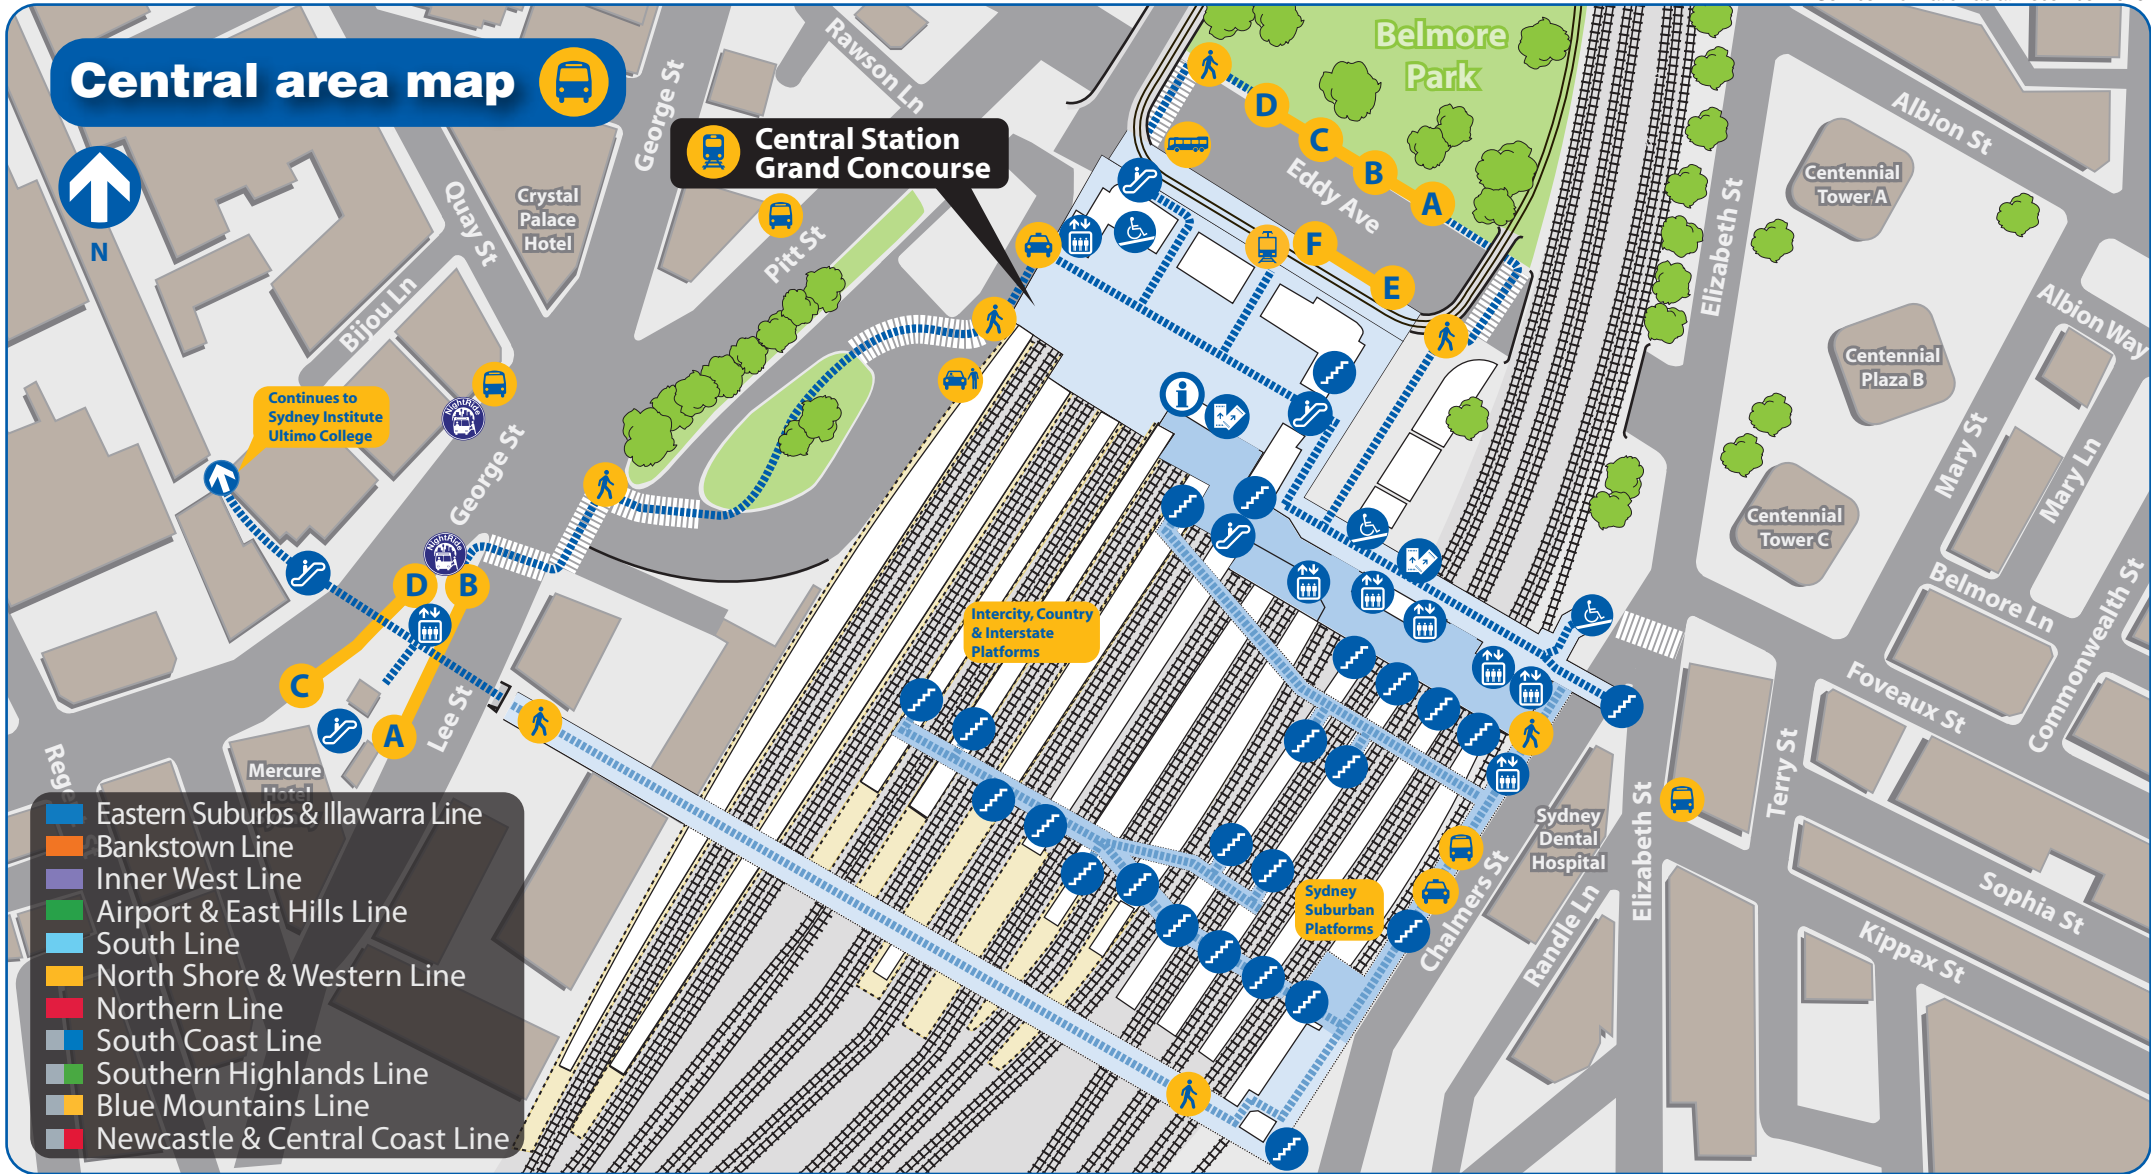 Central area map
N
Rawson Ln
George St
Belmore
Park
Central Station
Grand Concourse
D
C
B
A
Eddy Ave
F
E
Albion St
Centennial
Tower A
Elizabeth St
Quay St
Crystal
Palace
Hotel
Pitt St
Bijou Ln
Albion Way
Centennial
Plaza B
Continues to
Sydney Institute
Ultimo College
NightRide
George St
i
Mary St
Mary Ln
Centennial
Tower C
NightRide
D
B
Belmore Ln
Commonwealth St
Intercity, Country
& Interstate
Platforms
C
A
Lee St
Foveaux St
Mercure
Hotel
Terry St
Elizabeth St
Sydney
Dental
Hospital
Chalmers St
Randle Ln
Sydney
Suburban
Platforms
Sophia St
Kippax St
Eastern Suburbs & Illawarra Line
Bankstown Line
Inner West Line
Airport & East Hills Line
South Line
North Shore & Western Line
Northern Line
South Coast Line
Southern Highlands Line
Blue Mountains Line
Newcastle & Central Coast Line